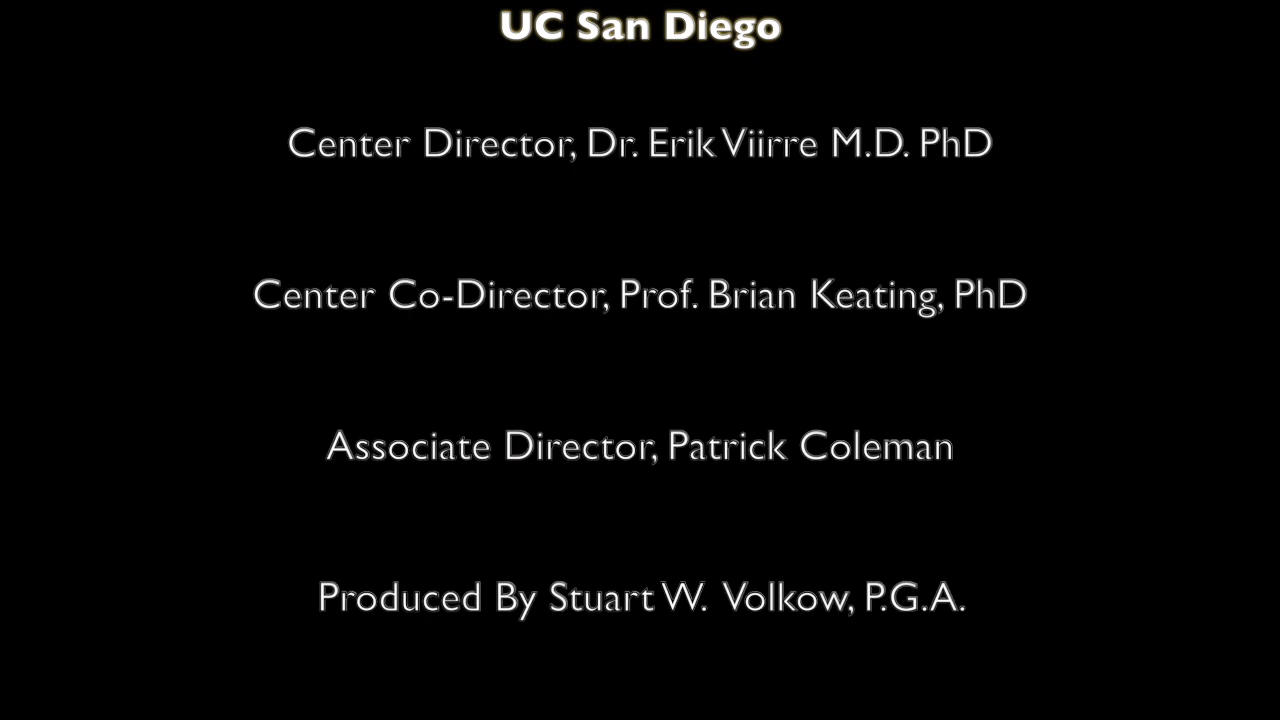 UC San Diego
Center Director, Dr. Erik Viirre M.D. PhD
Center Co-Director, Prof. Brian Keating, PhD
Associate Director, Patrick Coleman
Produced By Stuart W. Volkow, P.G.A.